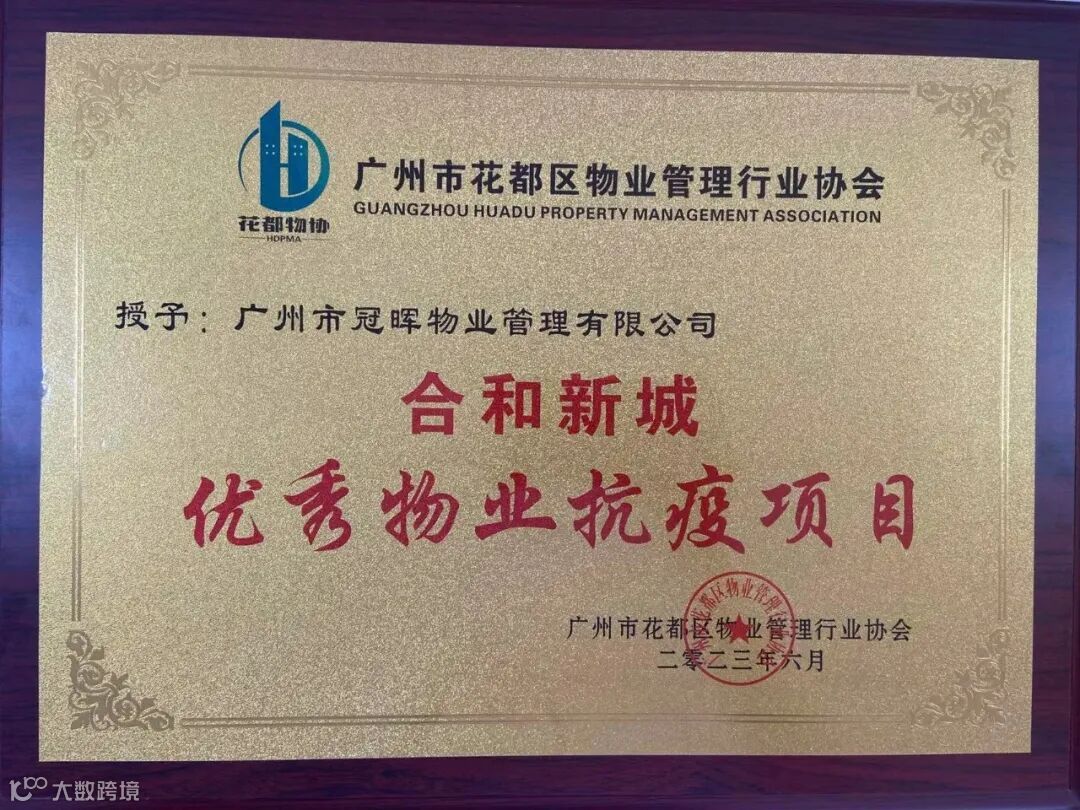 广州市花都区物业管理行业协会
GUANGZHOU HUADU PROPERTY MANAGEMENT ASSOCIATION
花都物协
HDPMA
授予：广州市冠晖物业管理有限公司
合和新城
优秀物业抗疫项目
广州市花都区物业管理行业协会
二零二三年六月
大数跨境